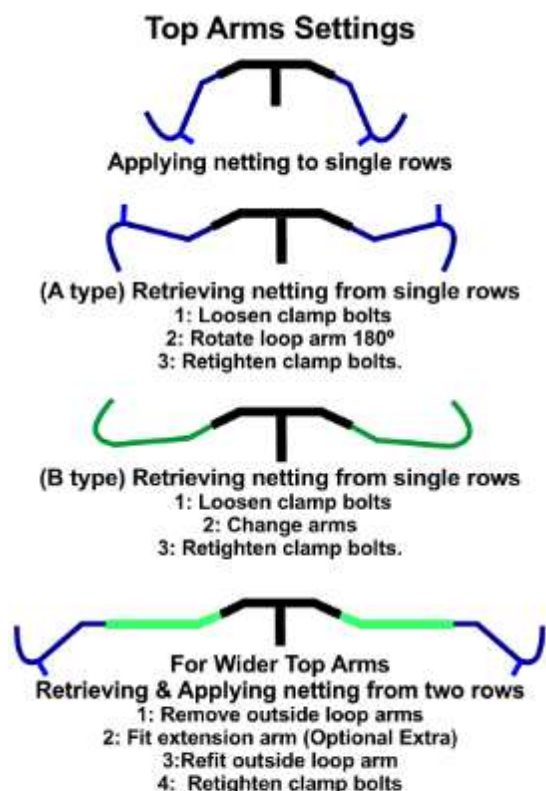 Top Arms Settings
Applying netting to single rows
(A type) Retrieving netting from single rows
1: Loosen clamp bolts
2: Rotate loop arm 180º
3: Retighten clamp bolts.
(B type) Retrieving netting from single rows
1: Loosen clamp bolts
2: Change arms
3: Retighten clamp bolts.
For Wider Top Arms
Retrieving & Applying netting from two rows
1: Remove outside loop arms
2: Fit extension arm (Optional Extra)
3:Refit outside loop arm
4: Retighten clamp bolts